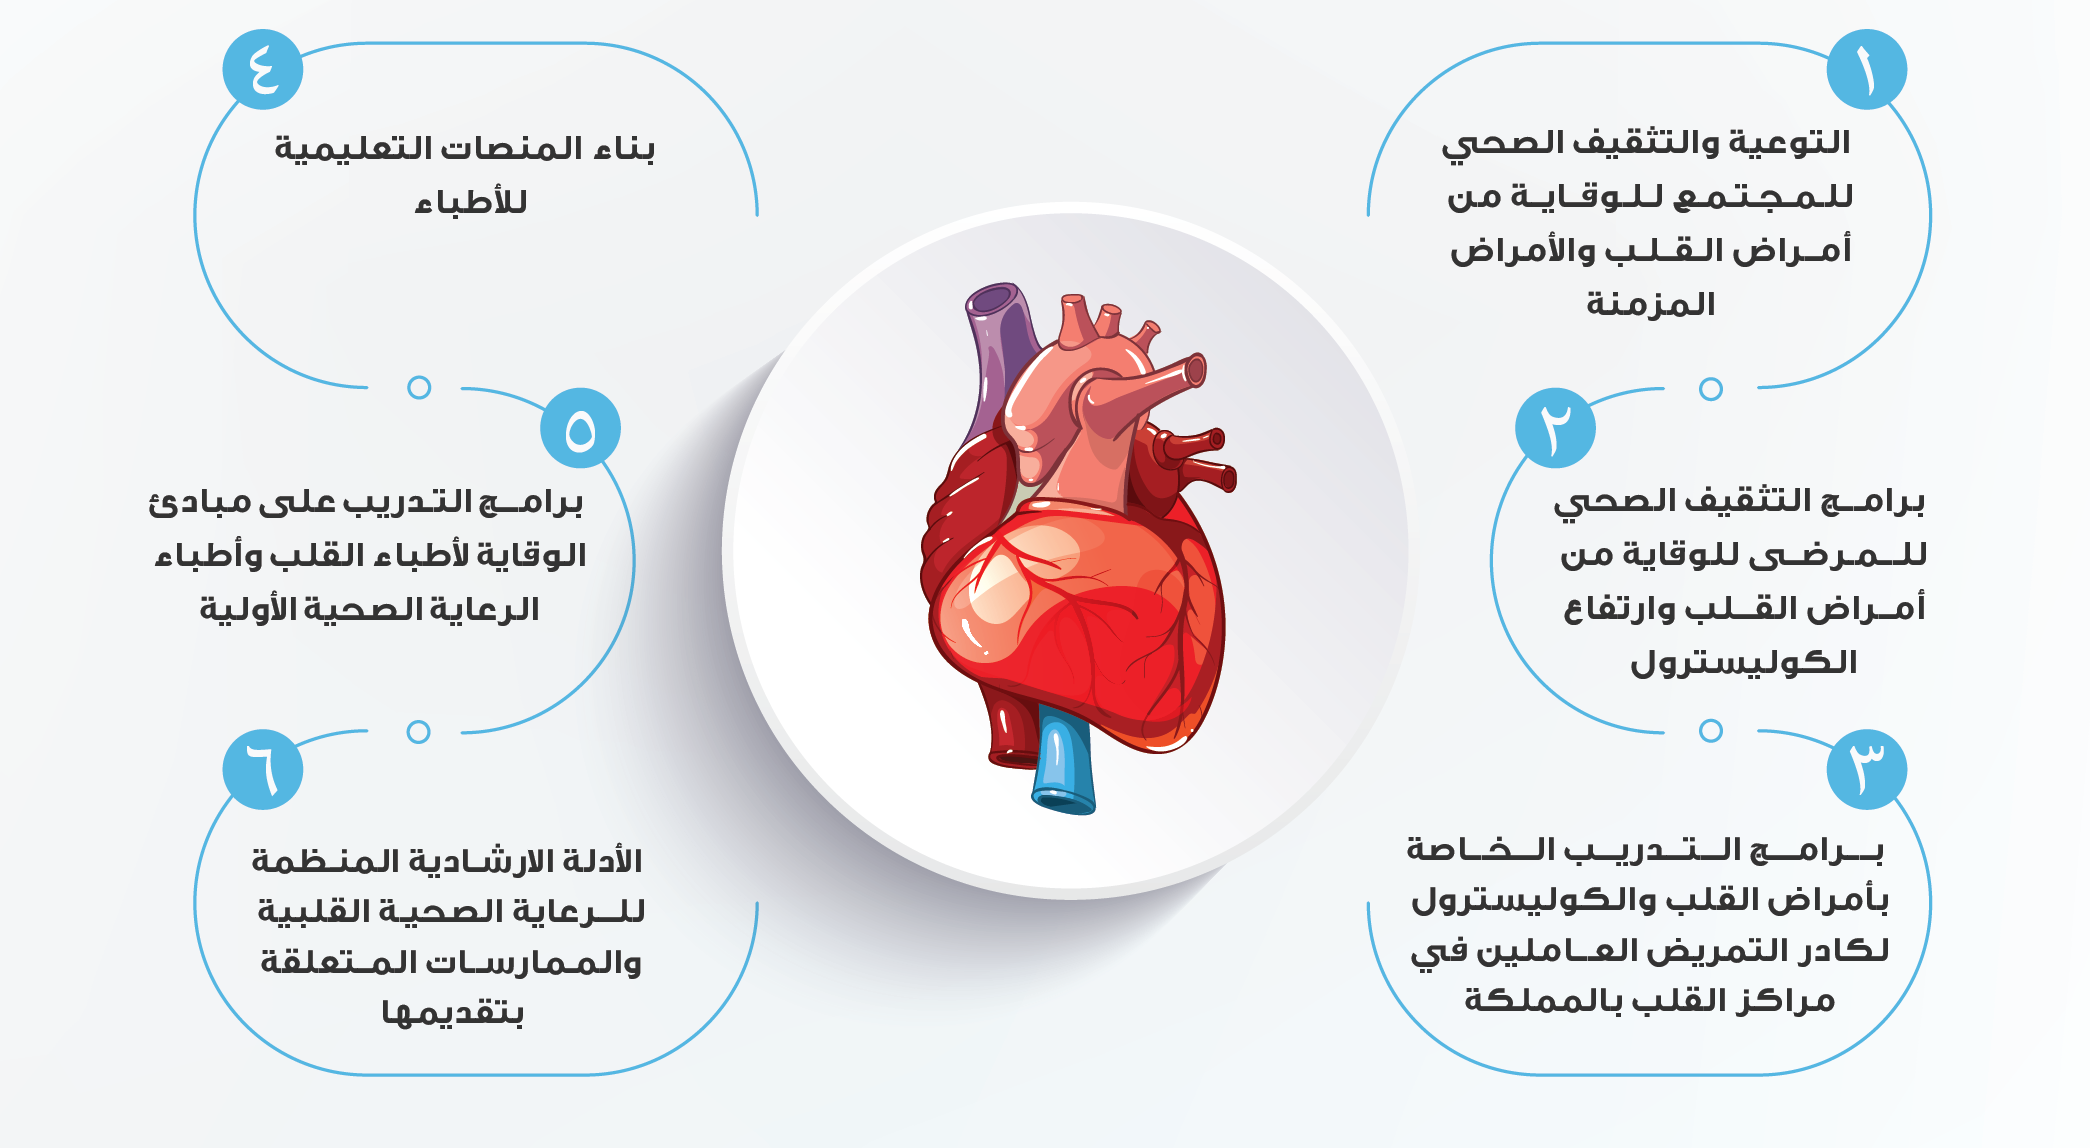 ١
التوعية والتثقيف الصحي
للمجتمع للوقاية من
أمراض القلب والأمراض
المزمنة
٢
برامج التثقيف الصحي
للمرضى للوقاية من
أمراض القلب وارتفاع
الكوليسترول
٣
برامج التدريب الخاصة
بأمراض القلب والكوليسترول
لكادر التمريض العاملين في
مراكز القلب بالمملكة
٤
بناء المنصات التعليمية
للأطباء
٥
برامج التدريب على مبادئ
الوقاية لأطباء القلب وأطباء
الرعاية الصحية الأولية
٦
الأدلة الارشادية المنظمة
للرعاية الصحية القلبية
والممارسات المتعلقة
بتقديمها